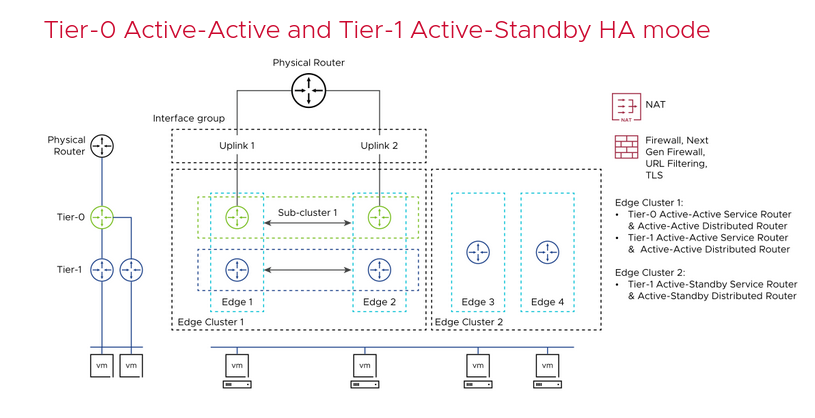 Tier-0 Active-Active and Tier-1 Active-Standby HA mode
Physical Router
Interface group
Uplink 1
Uplink 2
Physical
Router
Tier-0
Tier-1
vm
vm
Sub-cluster 1
Edge 1
Edge 2
Edge Cluster 1
Edge 3
Edge 4
Edge Cluster 2
vm
vm
vm
vm
NAT
NAT
Firewall, Next
Gen Firewall,
URL Filtering,
TLS
Edge Cluster 1:
• Tier-0 Active-Active Service Router
& Active-Active Distributed Router
• Tier-1 Active-Active Service Router
& Active-Active Distributed Router
Edge Cluster 2:
• Tier-1 Active-Standby Service Router
& Active-Standby Distributed Router